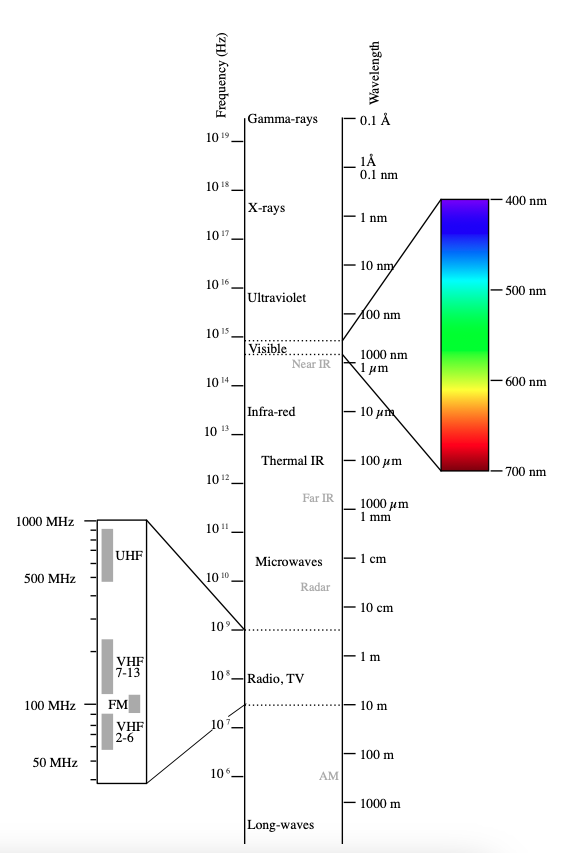 Frequency (Hz)
Wavelength
Gamma-rays
0.1 Å
10 19
1Å
0.1 nm
10 18
400 nm
X-rays
1 nm
10 17
10 nm
10 16
Ultraviolet
500 nm
100 nm
10 15
Visible
1000 nm
Near IR
1 μm
10 14
600 nm
Infra-red
10 μm
10 13
Thermal IR
100 μm
700 nm
10 12
Far IR
1000 μm
1 mm
1000 MHz
10 11
UHF
Microwaves
1 cm
500 MHz
10 10
Radar
10 cm
10 9
1 m
VHF
7-13
10 8
Radio, TV
100 MHz
FM
10 m
10 7
VHF
2-6
100 m
50 MHz
10 6
AM
1000 m
Long-waves